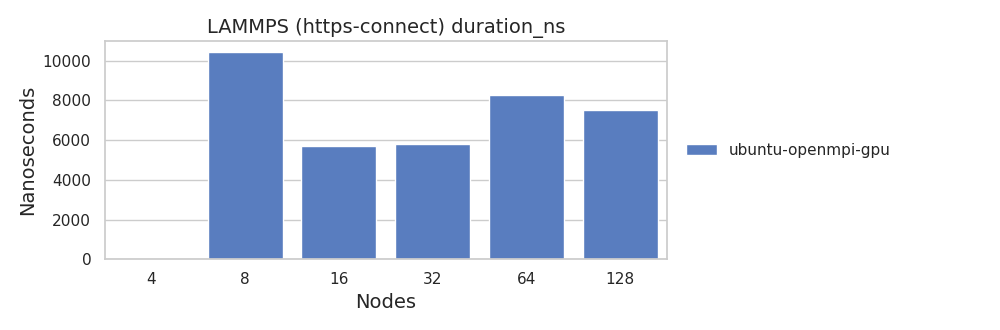 LAMMPS (https-connect) duration_ns
Nanoseconds
10000
8000
6000
4000
2000
0
4 8 16 32 64 128
Nodes
ubuntu-openmpi-gpu